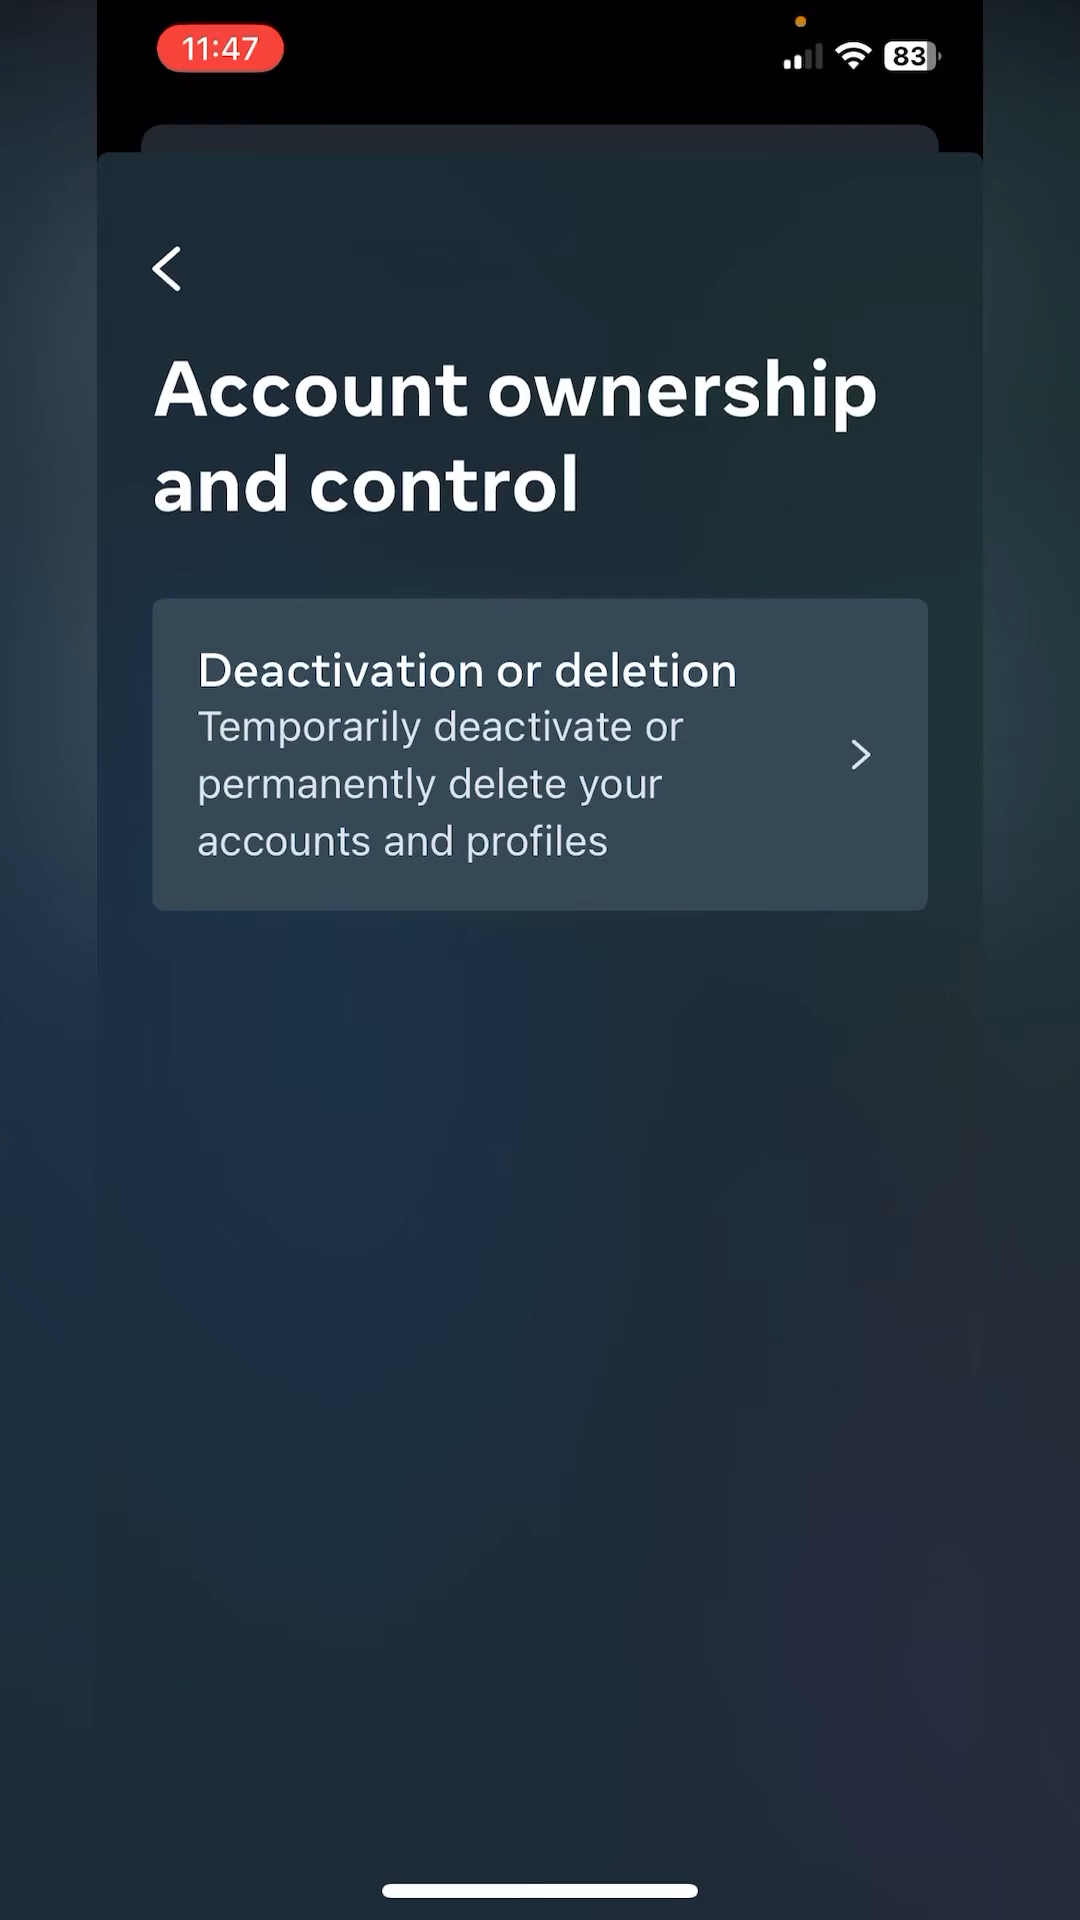 11:47
83
Account ownership
and control
Deactivation or deletion
Temporarily deactivate or
permanently delete your
accounts and profiles